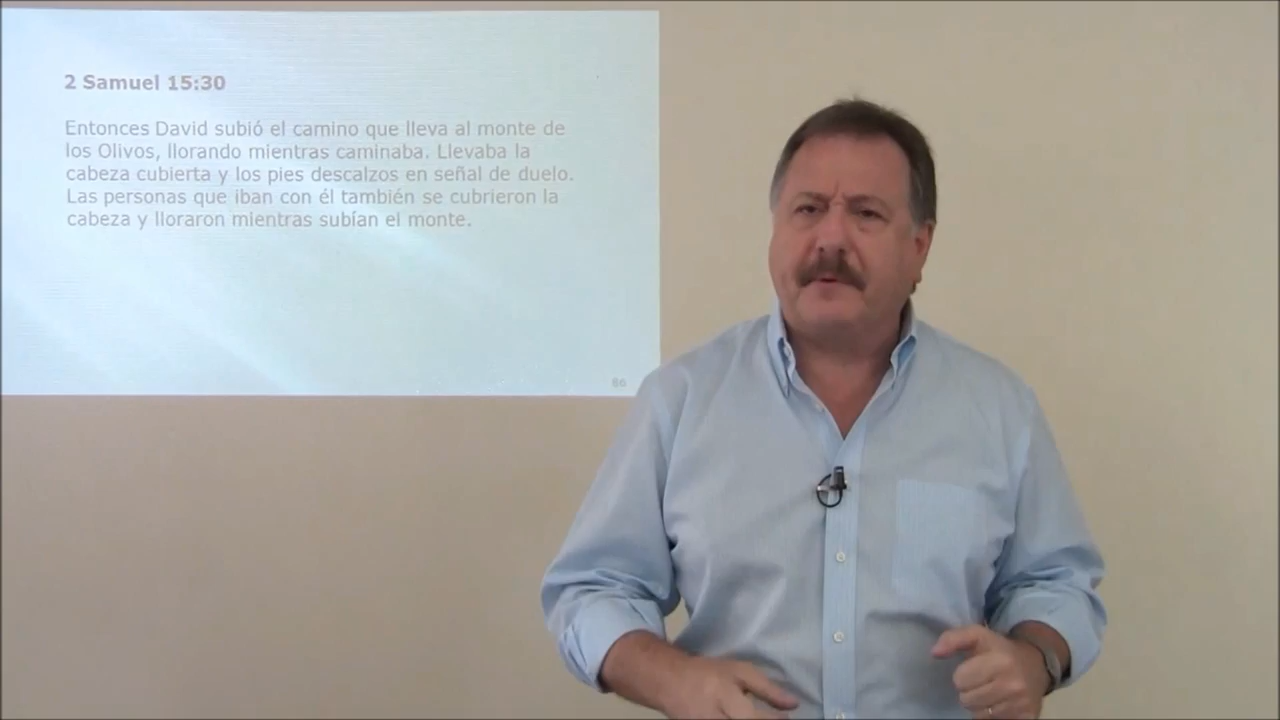 2 Samuel 15:30
Entonces David subió el camino que lleva al monte de
los Olivos, llorando mientras caminaba. Llevaba la
cabeza cubierta y los pies descalzos en señal de duelo.
Las personas que iban con él también se cubrieron la
cabeza y lloraron mientras subían el monte.